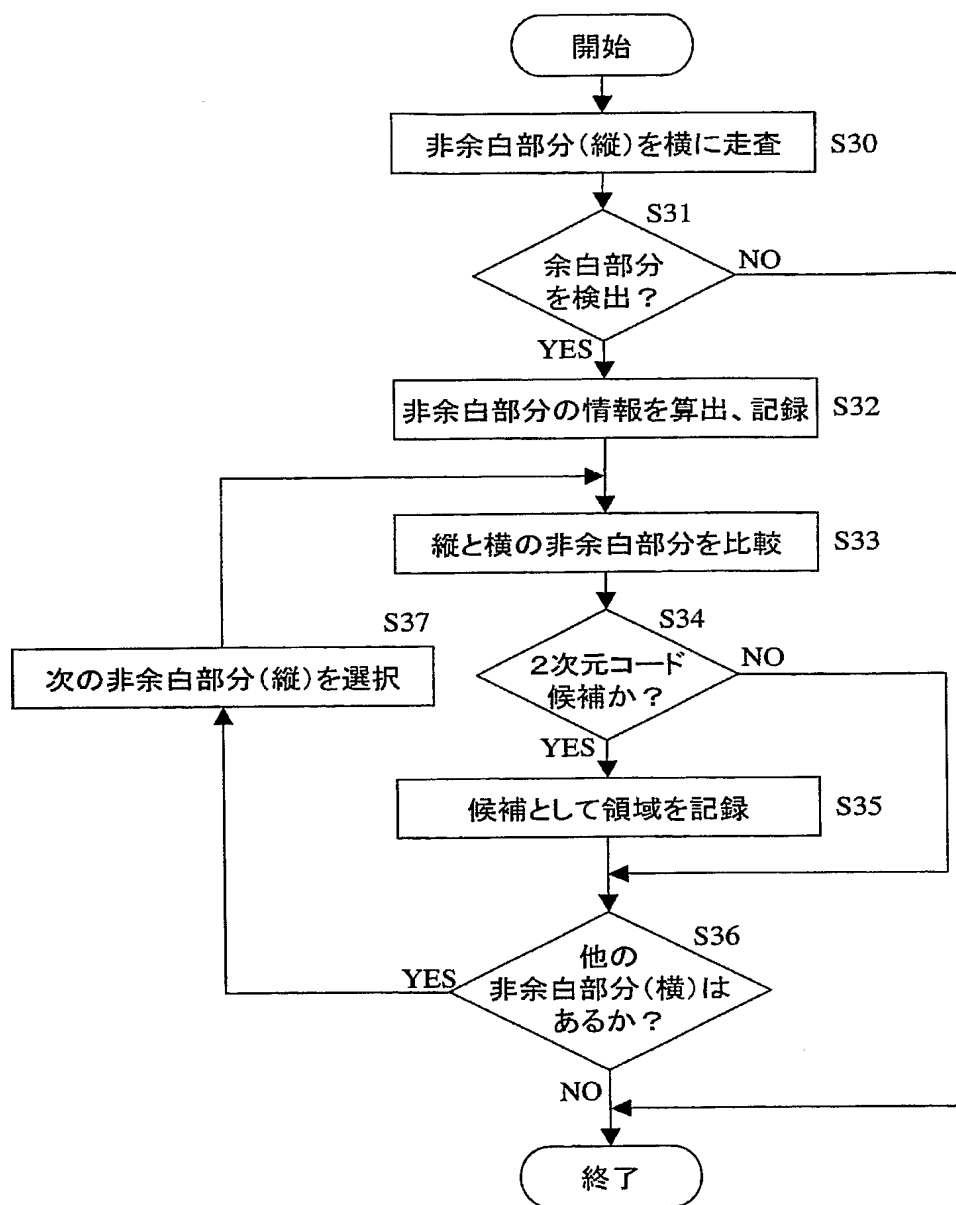 開始
非余白部分(縦)を横に走査
S30
S31
余白部分
を検出?
NO
YES
非余白部分の情報を算出、記録
S32
縦と横の非余白部分を比較
S33
S37
次の非余白部分(縦)を選択
S34
2次元コード
候補か?
NO
YES
候補として領域を記録
S35
S36
他の
非余白部分(横)は
あるか?
YES
NO
終了